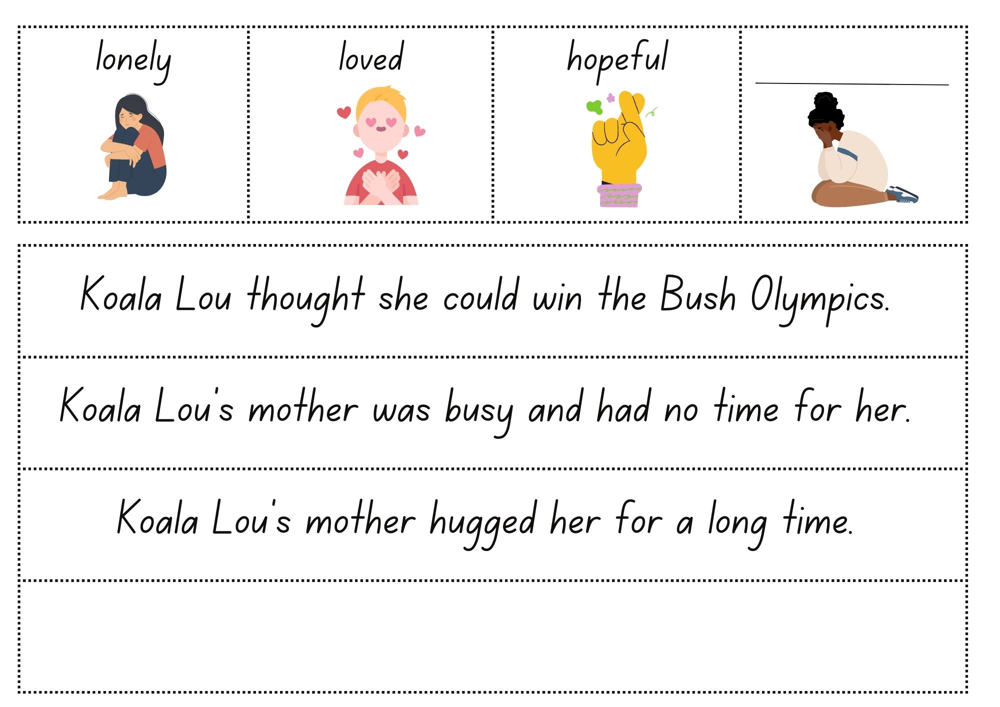 lonely
loved
hopeful
Koala Lou thought she could win the Bush Olympics.
Koala Lou's mother was busy and had no time for her.
Koala Lou's mother hugged her for a long time.